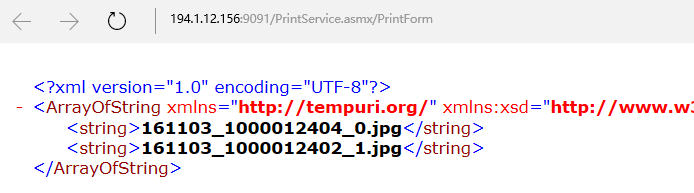 194.1.12.156:9091/PrintService.asmx/PrintForm
<?xml version="1.0" encoding="UTF-8"?>
- <ArrayOfString xmlns="http://tempuri.org/" xmlns:xsd="http://www.w3
<string>161103_1000012404_0.jpg</string>
<string>161103_1000012402_1.jpg</string>
</ArrayOfString>